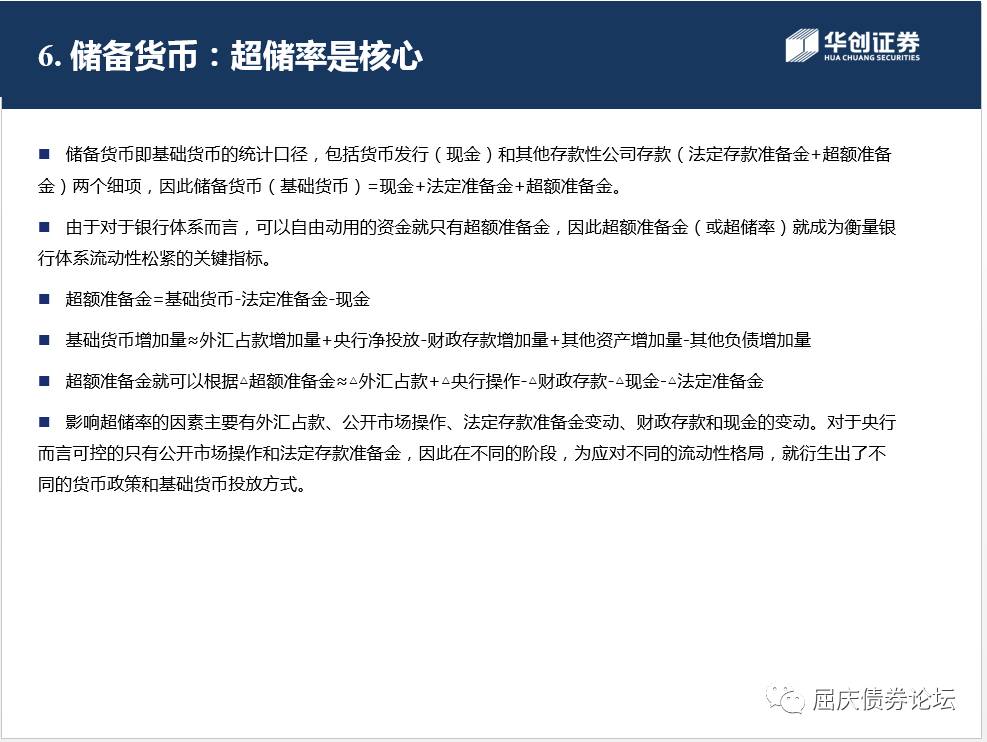 6. 储备货币：超储率是核心
华创证券
HUA CHUANG SECURITIES
■ 储备货币即基础货币的统计口径，包括货币发行（现金）和其他存款性公司存款（法定存款准备金+超额准备
金）两个细项，因此储备货币（基础货币）=现金+法定准备金+超额准备金。
■ 由于对于银行体系而言，可以自由动用的资金就只有超额准备金，因此超额准备金（或超储率）就成为衡量银
行体系流动性松紧的关键指标。
■ 超额准备金=基础货币-法定准备金-现金
■ 基础货币增加量≈外汇占款增加量+央行净投放-财政存款增加量+其他资产增加量-其他负债增加量
■ 超额准备金就可以根据△超额准备金≈△外汇占款+△央行操作-△财政存款-△现金-△法定准备金
■ 影响超储率的因素主要有外汇占款、公开市场操作、法定存款准备金变动、财政存款和现金的变动。对于央行
而言可控的只有公开市场操作和法定存款准备金，因此在不同的阶段，为应对不同的流动性格局，就衍生出了不
同的货币政策和基础货币投放方式。
屈庆债券论坛